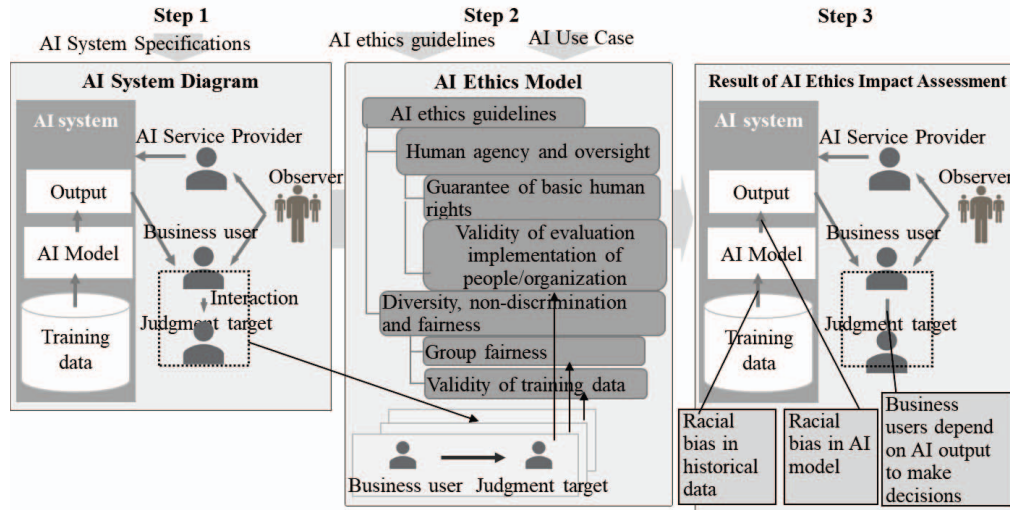 Step 1
AI System Specifications
AI System Diagram
AI system
AI Service Provider
Output
Observer
Business user
AI Model
Interaction
Judgment target
Training
data
Step 2
AI ethics guidelines
AI Use Case
AI Ethics Model
AI ethics guidelines
Human agency and oversight
Guarantee of basic human
rights
Validity of evaluation
implementation of
people/organization
Diversity, non-discrimination
and fairness
Group fairness
Validity of training data
Business user
Judgment target
Step 3
Result of AI Ethics Impact Assessment
AI system
AI Service Provider
Output
Observer
Business user
AI Model
Judgment target
Training
data
Racial
bias in
historical
data
Racial
bias in AI
model
Business
users depend
on AI output
to make
decisions